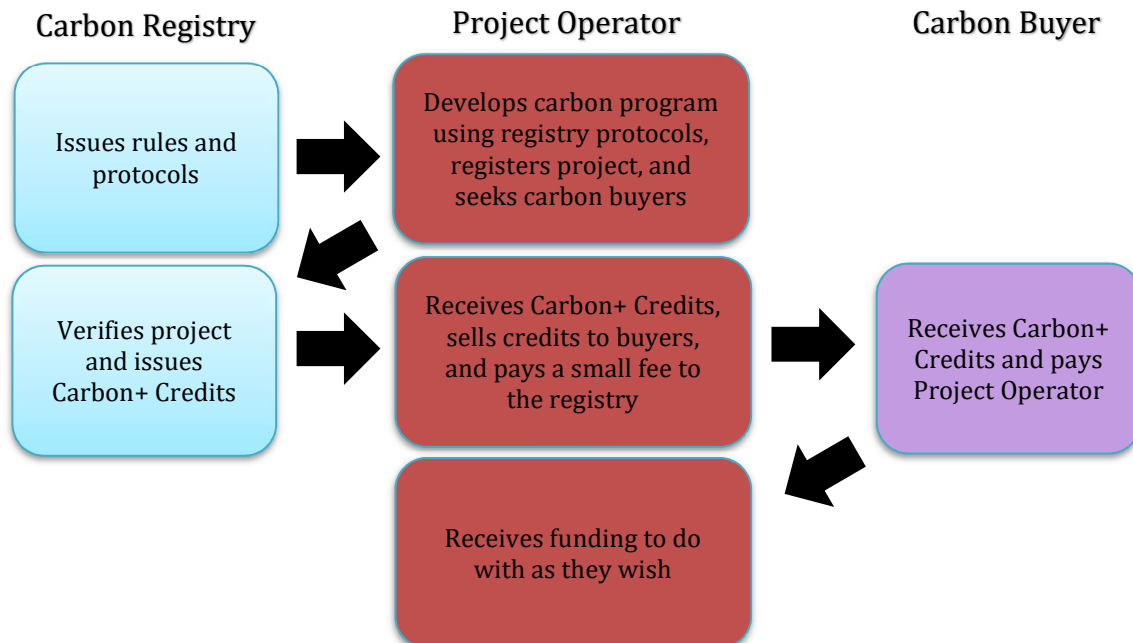 Carbon Registry
Project Operator
Carbon Buyer
Issues rules and
protocols
Develops carbon program
using registry protocols,
registers project, and
seeks carbon buyers
Verifies project
and issues
Carbon+ Credits
Receives Carbon+ Credits,
sells credits to buyers,
and pays a small fee to
the registry
Receives Carbon+
Credits and pays
Project Operator
Receives funding to do
with as they wish